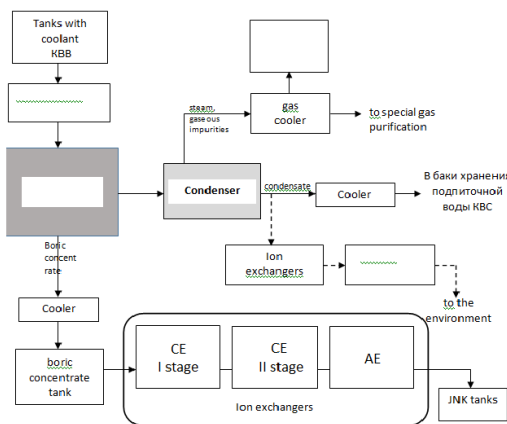 Tanks with
coolant
КВВ
steam,
gaseous
impurities
gas
cooler
to special gas
purification
Condenser
condensate
Cooler
В баки хранения
подпиточной
воды КВС
Boric
concent
rate
Ion
exchangers
to the
environment
Cooler
boric
concentrate
tank
CE
I stage
CE
II stage
AE
Ion exchangers
JNK tanks